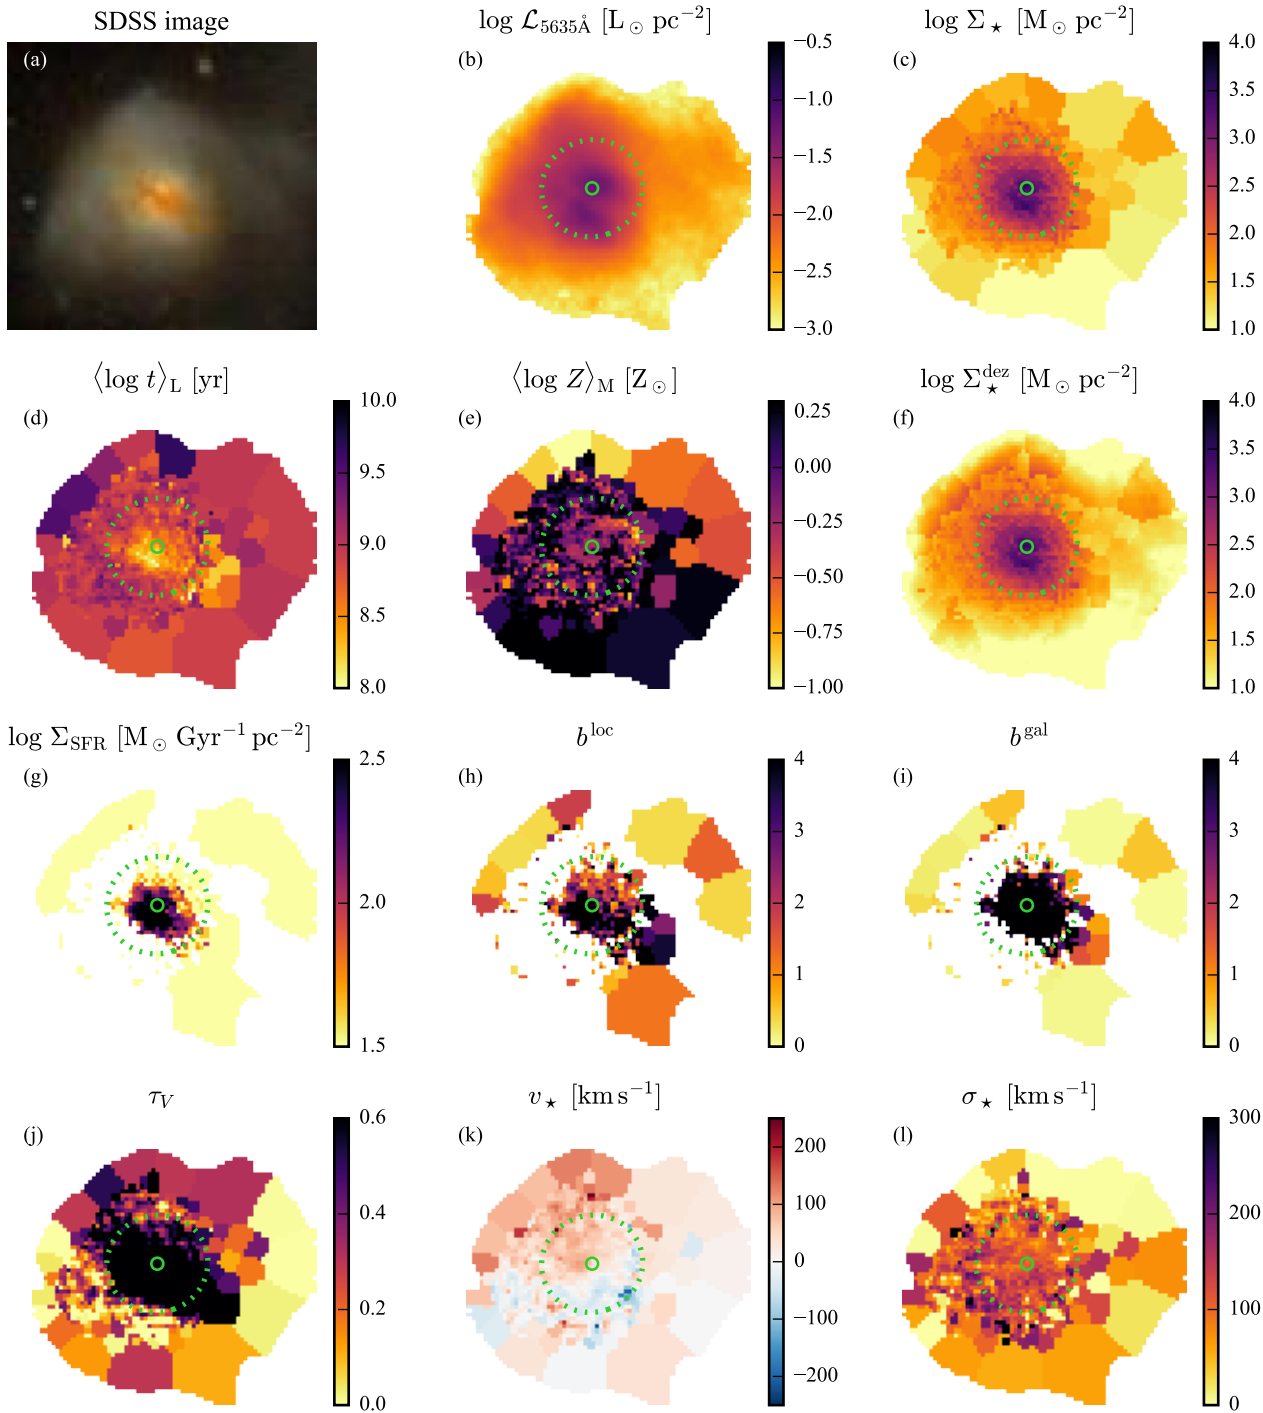 SDSS image
(a)
log ℒ₅₆₃₅Å [L⊙ pc⁻²]
(b)
−0.5
−1.0
−1.5
−2.0
−2.5
−3.0
log Σ⋆ [M⊙ pc⁻²]
(c)
4.0
3.5
3.0
2.5
2.0
1.5
1.0
⟨log t⟩L [yr]
(d)
10.0
9.5
9.0
8.5
8.0
⟨log Z⟩M [Z⊙]
(e)
0.25
0.00
−0.25
−0.50
−0.75
−1.00
log Σ⋆ᵈᵉᶻ [M⊙ pc⁻²]
(f)
4.0
3.5
3.0
2.5
2.0
1.5
1.0
log ΣSFR [M⊙ Gyr⁻¹ pc⁻²]
(g)
2.5
2.0
1.5
bˡᵒᶜ
(h)
4
3
2
1
0
bᵍᵃˡ
(i)
4
3
2
1
0
τV
(j)
0.6
0.4
0.2
0.0
v⋆ [km s⁻¹]
(k)
200
100
0
−100
−200
σ⋆ [km s⁻¹]
(l)
300
200
100
0